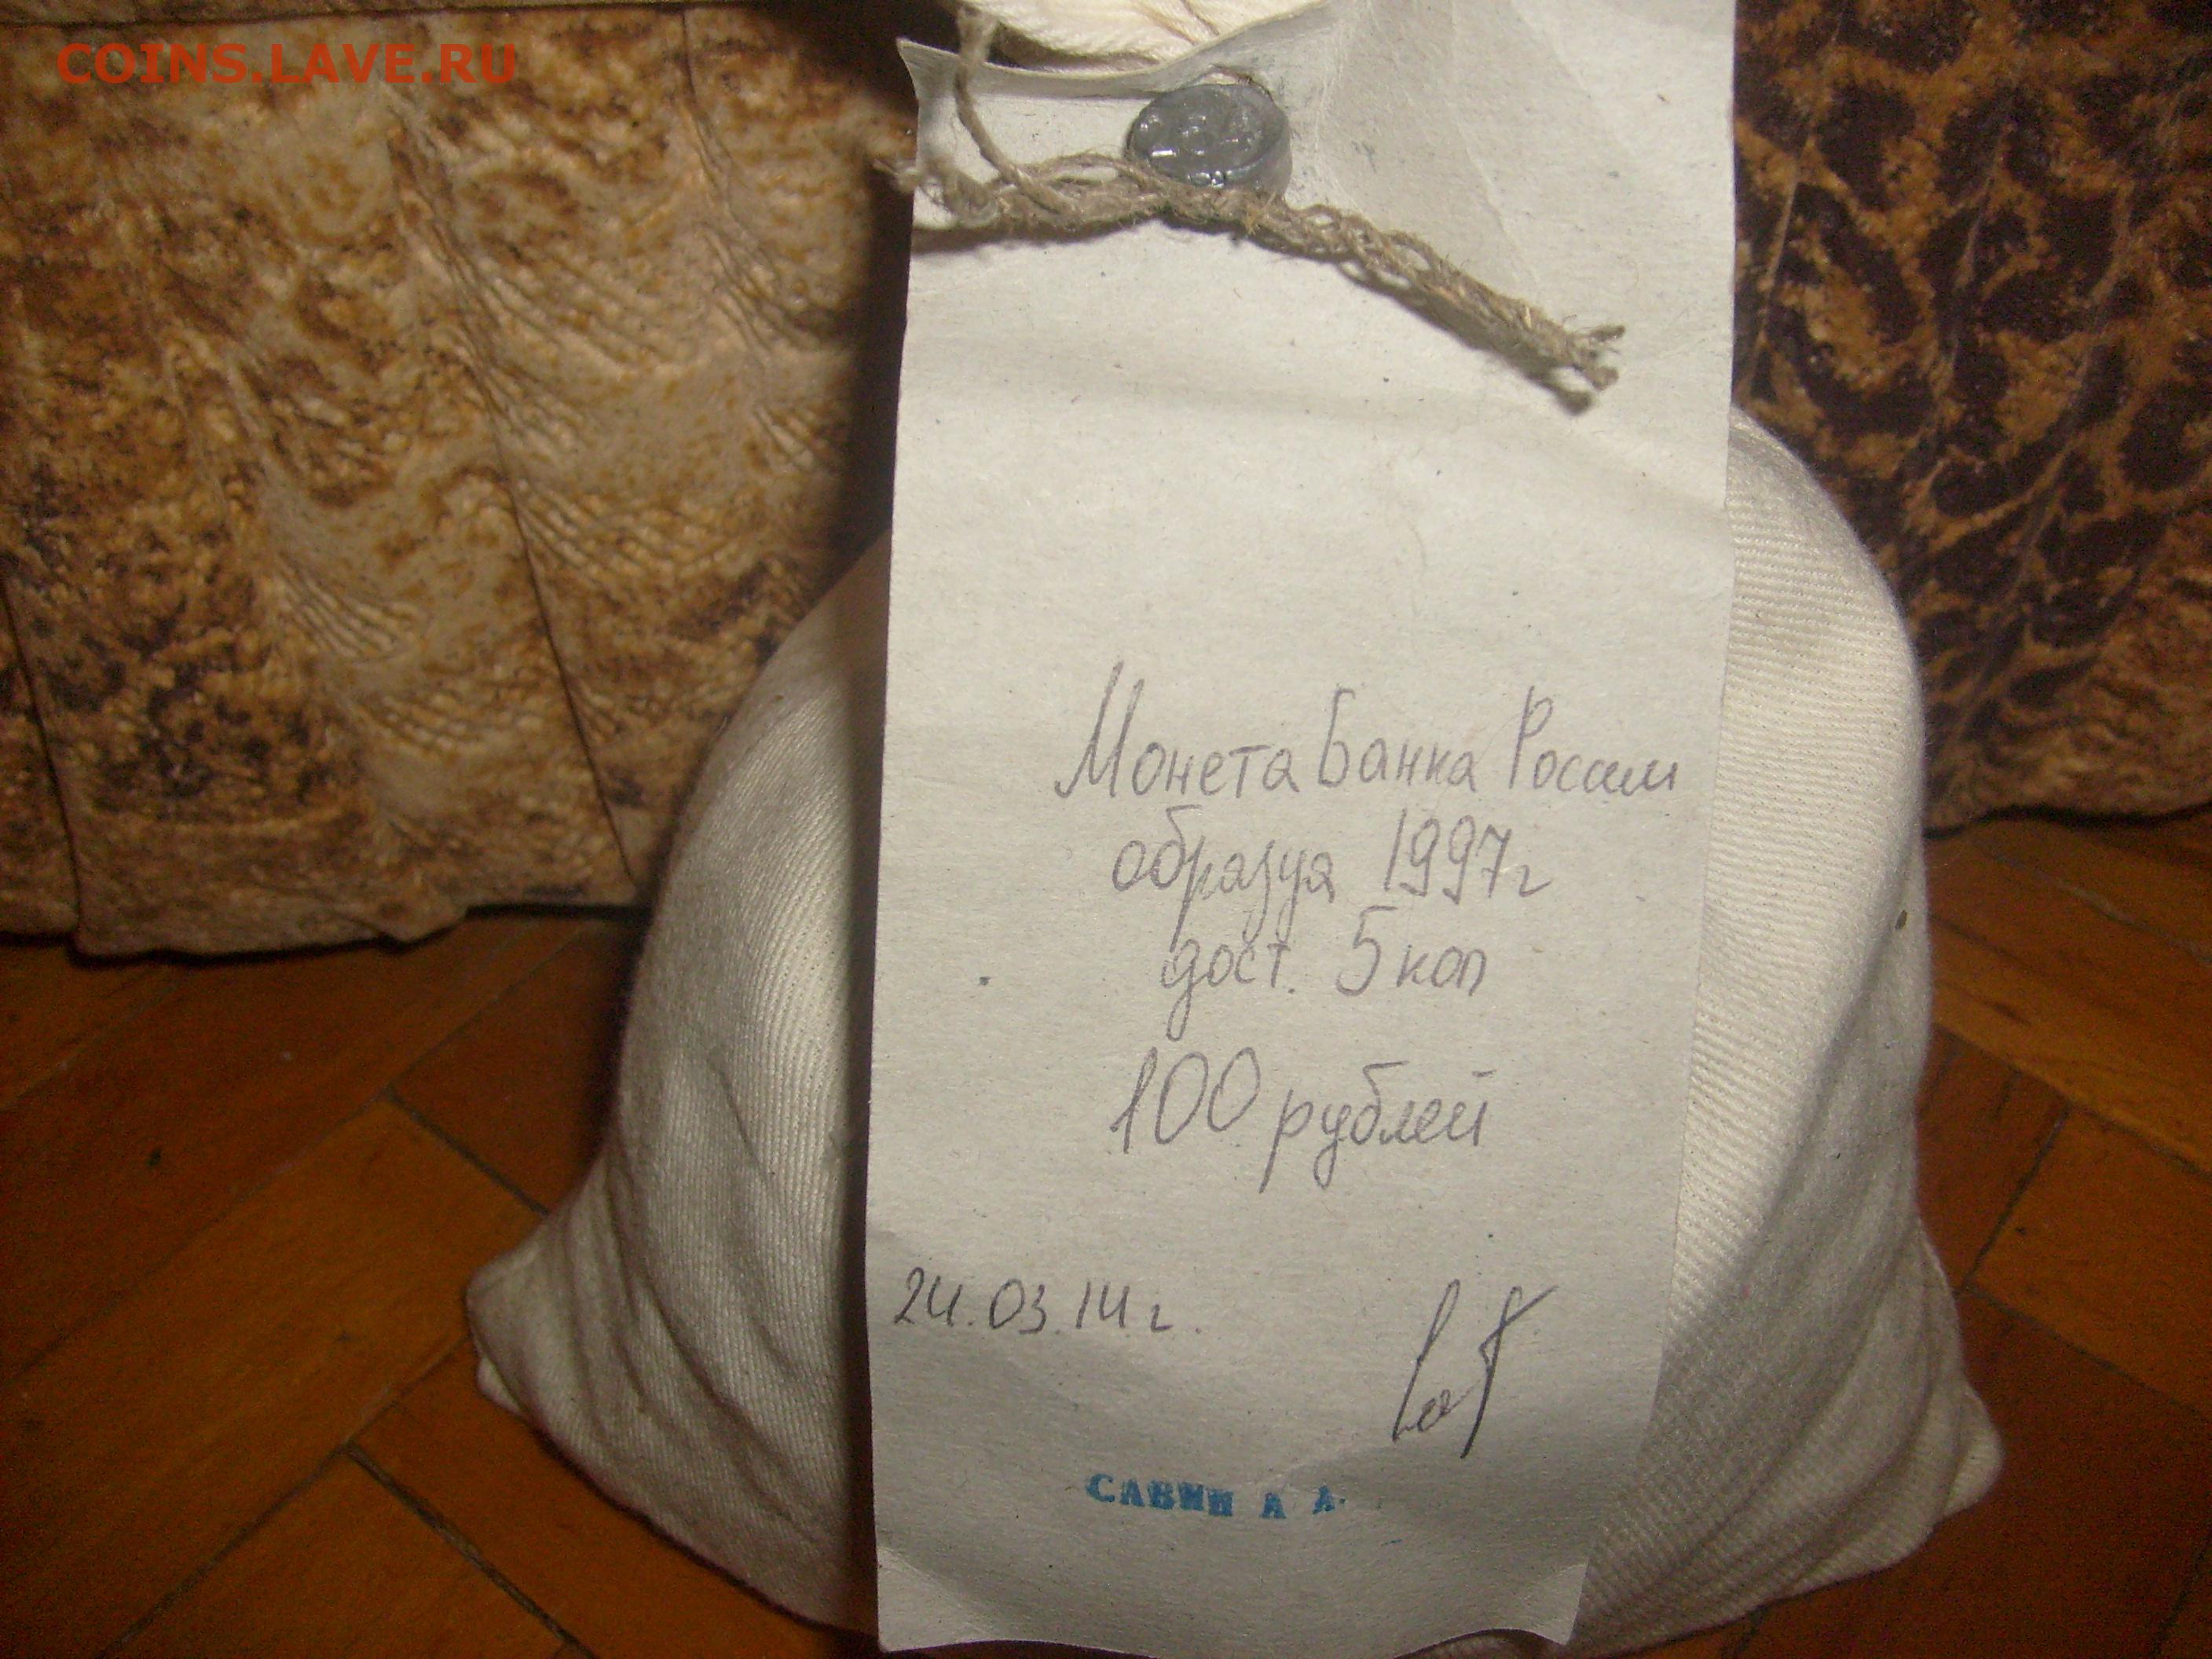 COINS.LAVE.RU
Монета Банка России
образца 1997г
дост. 5 коп
100 рублей
24.03.14г.
САВИН А А.